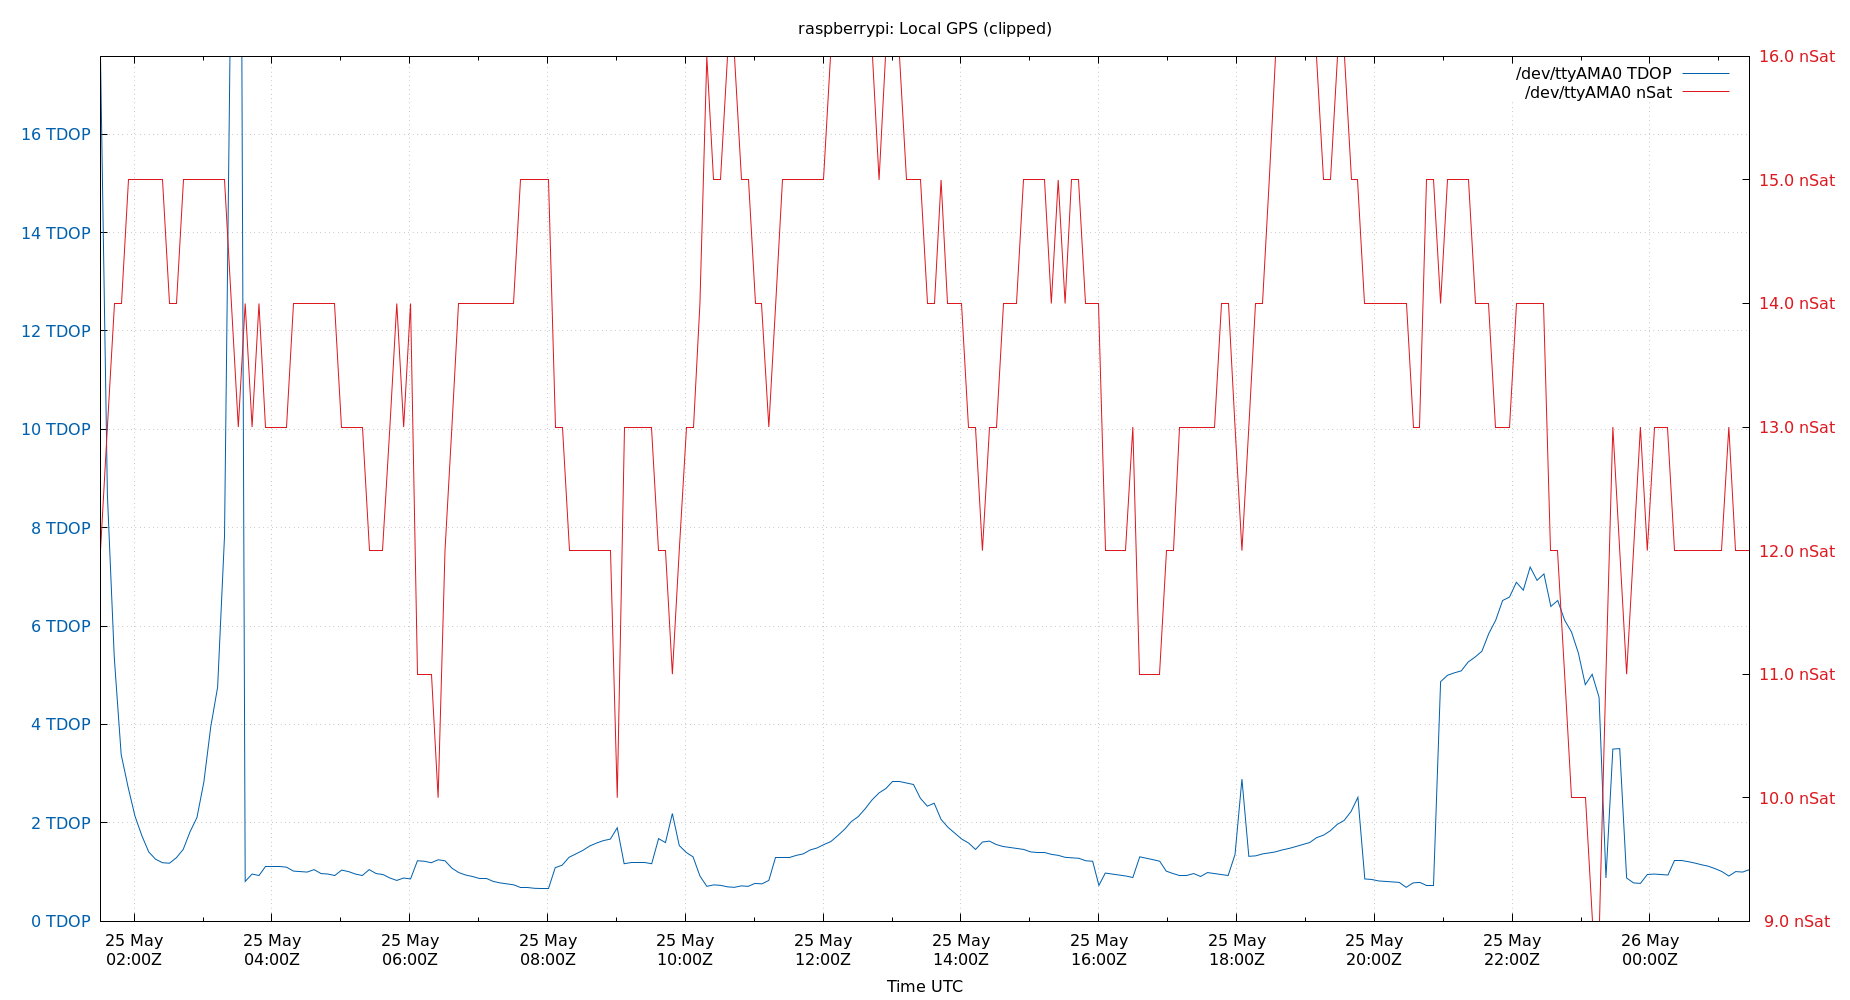 raspberrypi: Local GPS (clipped)
/dev/ttyAMA0 TDOP
/dev/ttyAMA0 nSat
16 TDOP
14 TDOP
12 TDOP
10 TDOP
8 TDOP
6 TDOP
4 TDOP
2 TDOP
0 TDOP
16.0 nSat
15.0 nSat
14.0 nSat
13.0 nSat
12.0 nSat
11.0 nSat
10.0 nSat
9.0 nSat
25 May
02:00Z
25 May
04:00Z
25 May
06:00Z
25 May
08:00Z
25 May
10:00Z
25 May
12:00Z
25 May
14:00Z
25 May
16:00Z
25 May
18:00Z
25 May
20:00Z
25 May
22:00Z
26 May
00:00Z
Time UTC